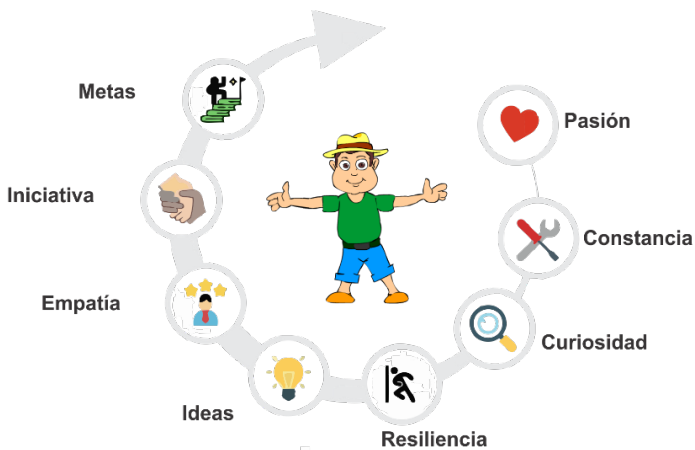 Metas
Pasión
Iniciativa
Constancia
Empatía
Curiosidad
Ideas
Resiliencia